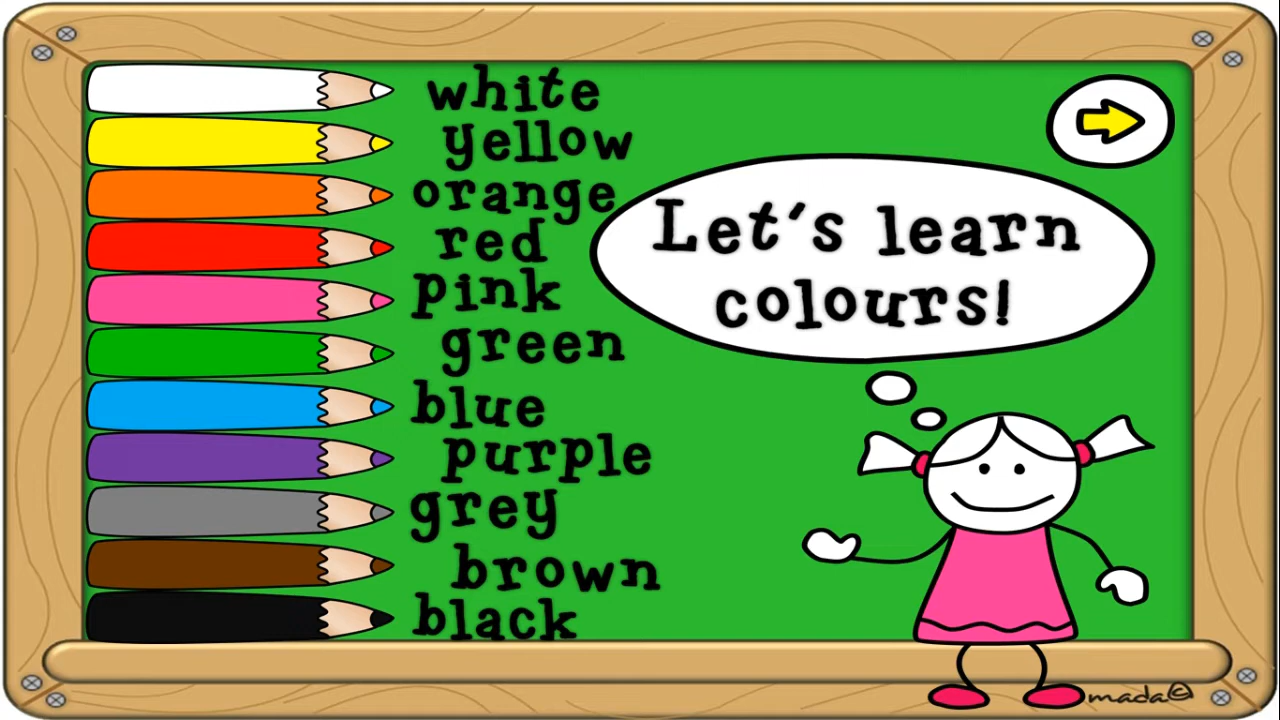 white
yellow
orange
red
pink
green
blue
purple
grey
brown
black
Let's learn
colours!
mada©